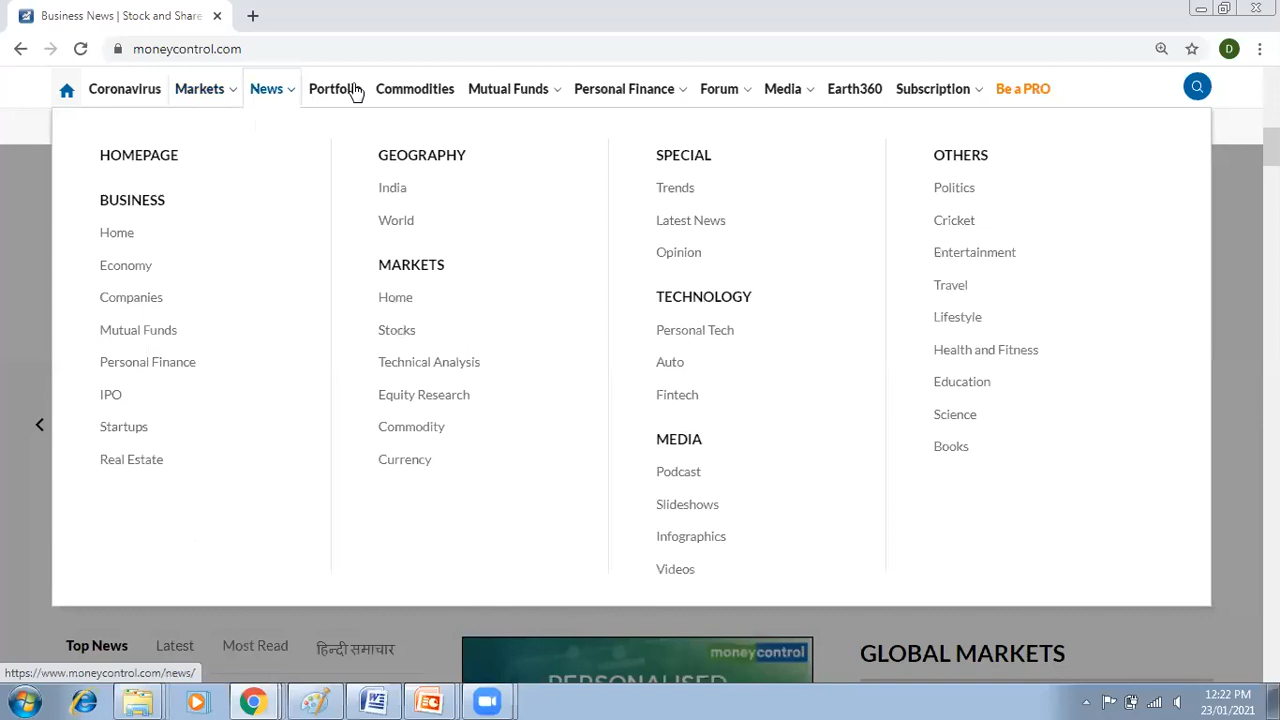 Business News | Stock and Share
moneycontrol.com
D
Coronavirus Markets News Portfolio Commodities Mutual Funds Personal Finance Forum Media Earth360 Subscription Be a PRO
HOMEPAGE
BUSINESS
Home
Economy
Companies
Mutual Funds
Personal Finance
IPO
Startups
Real Estate
GEOGRAPHY
India
World
MARKETS
Home
Stocks
Technical Analysis
Equity Research
Commodity
Currency
SPECIAL
Trends
Latest News
Opinion
TECHNOLOGY
Personal Tech
Auto
Fintech
MEDIA
Podcast
Slideshows
Infographics
Videos
OTHERS
Politics
Cricket
Entertainment
Travel
Lifestyle
Health and Fitness
Education
Science
Books
Top News Latest Most Read हिन्दी समाचार
moneycontrol
PERSONALISED
GLOBAL MARKETS
https://www.moneycontrol.com/news/
12:22 PM
23/01/2021